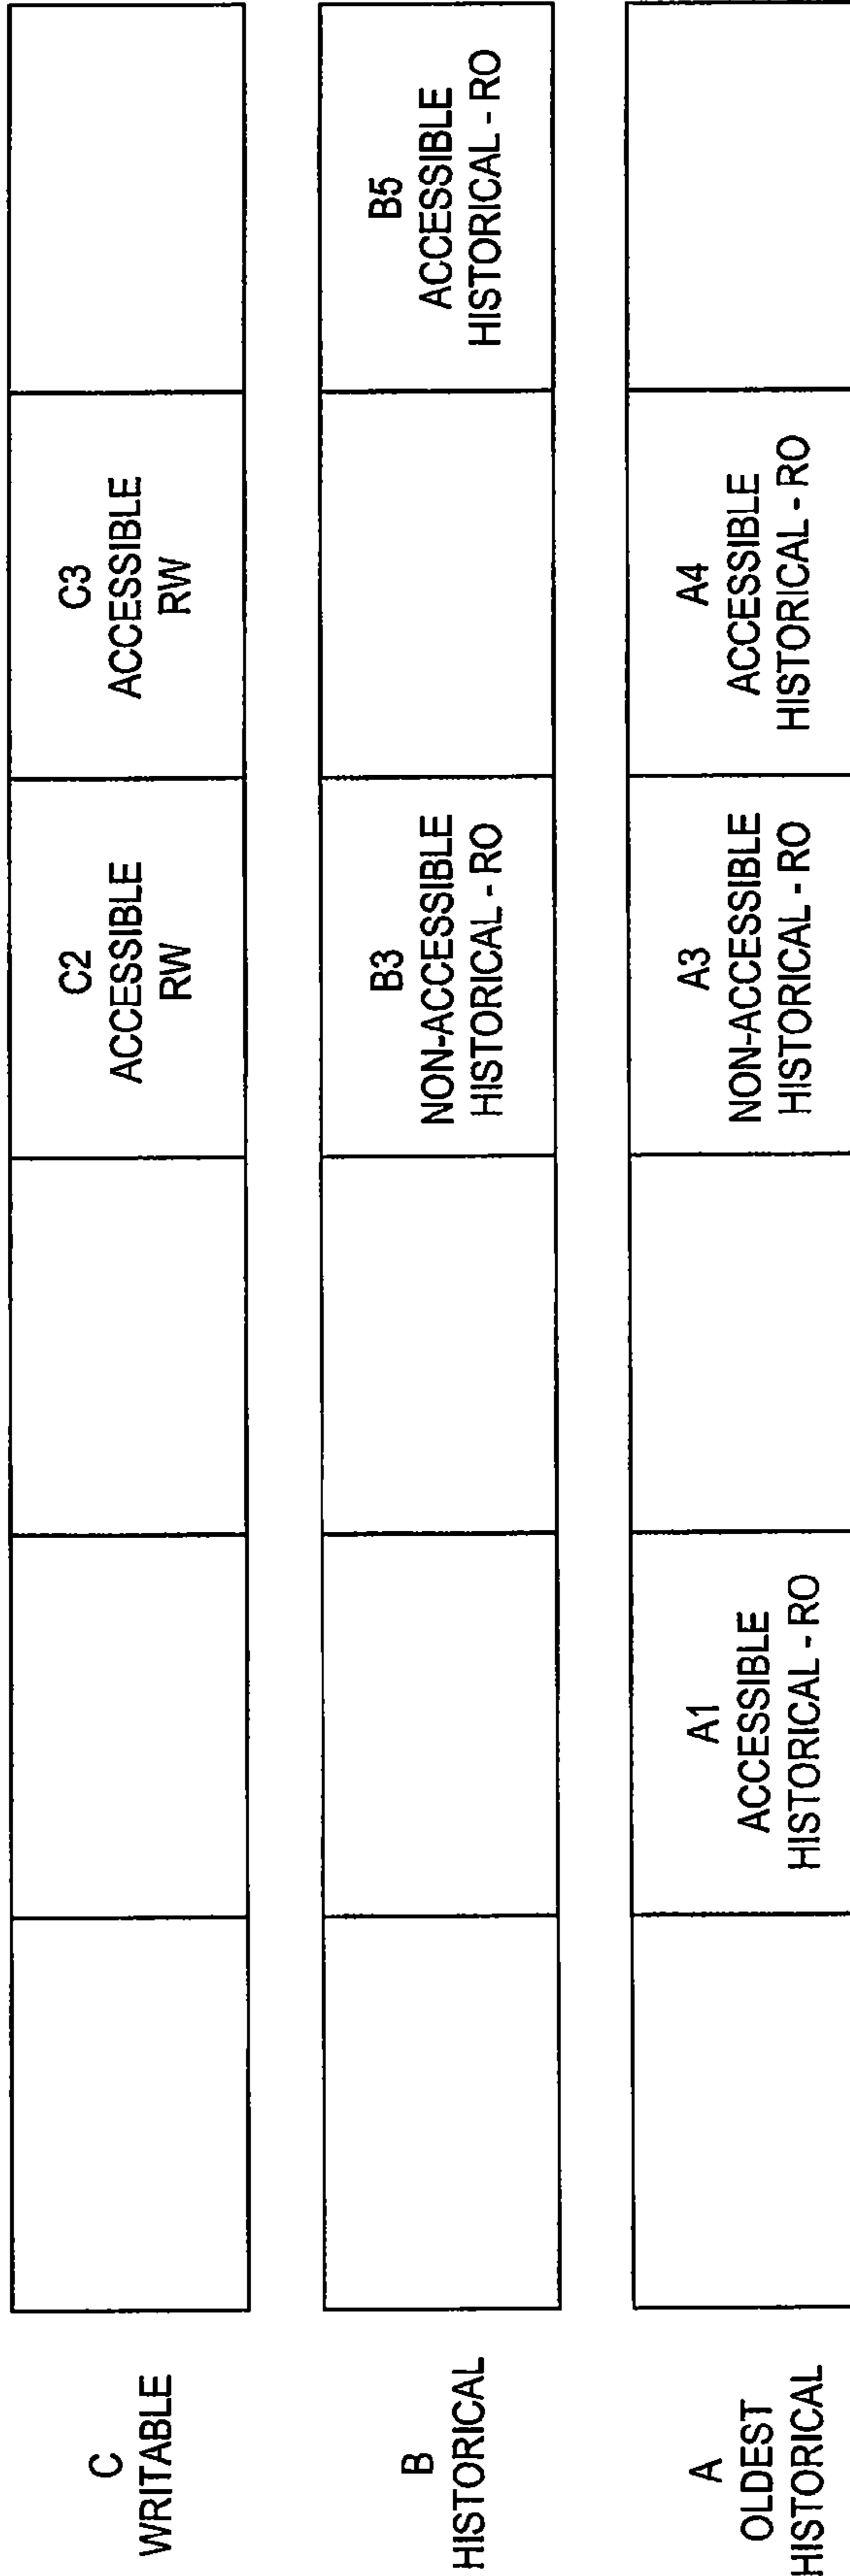 C
WRITABLE
C2
ACCESSIBLE
RW
C3
ACCESSIBLE
RW
B
HISTORICAL
B3
NON-ACCESSIBLE
HISTORICAL - RO
B5
ACCESSIBLE
HISTORICAL - RO
A
OLDEST
HISTORICAL
A1
ACCESSIBLE
HISTORICAL - RO
A3
NON-ACCESSIBLE
HISTORICAL - RO
A4
ACCESSIBLE
HISTORICAL - RO